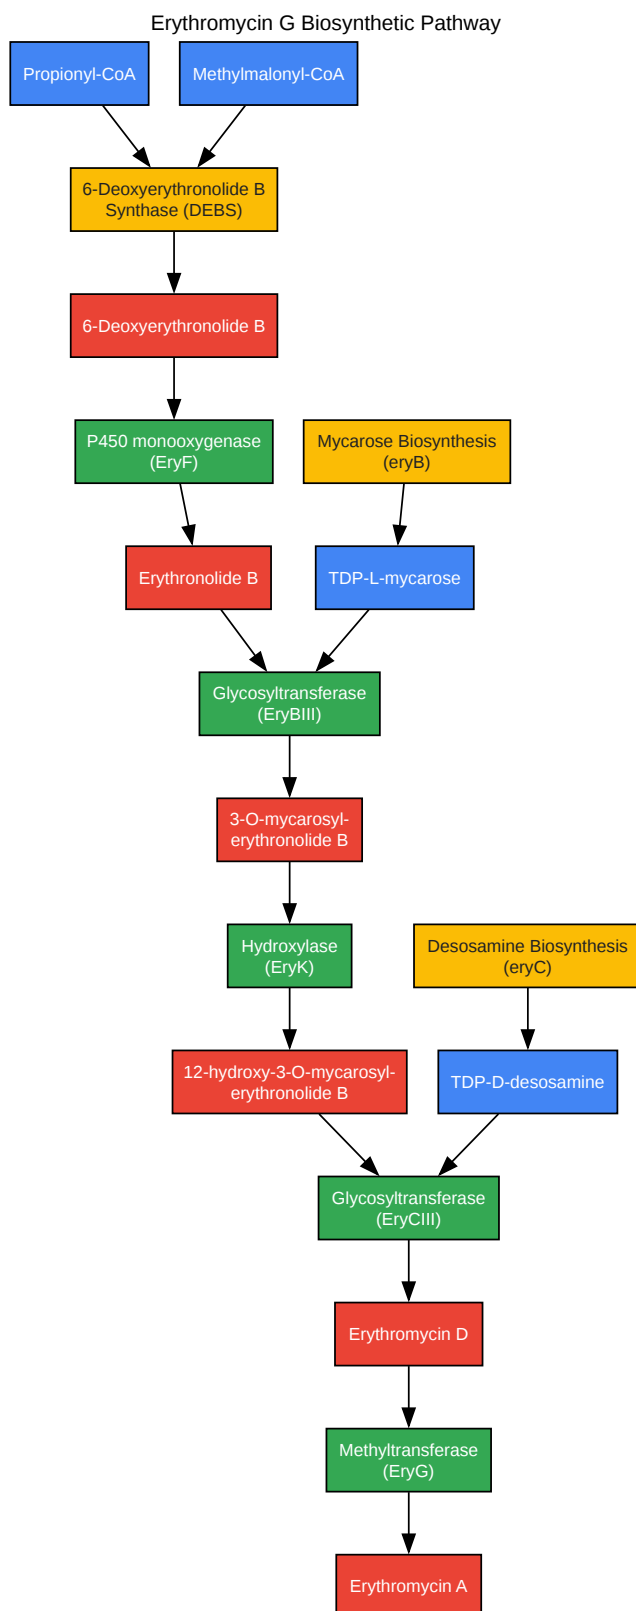 Erythromycin G Biosynthetic Pathway
Propionyl-CoA
Methylmalonyl-CoA
6-Deoxyerythronolide B
Synthase (DEBS)
6-Deoxyerythronolide B
P450 monooxygenase
(EryF)
Mycarose Biosynthesis
(eryB)
Erythronolide B
TDP-L-mycarose
Glycosyltransferase
(EryBIII)
3-O-mycarosyl-
erythronolide B
Hydroxylase
(EryK)
Desosamine Biosynthesis
(eryC)
12-hydroxy-3-O-mycarosyl-
erythronolide B
TDP-D-desosamine
Glycosyltransferase
(EryCIII)
Erythromycin D
Methyltransferase
(EryG)
Erythromycin A